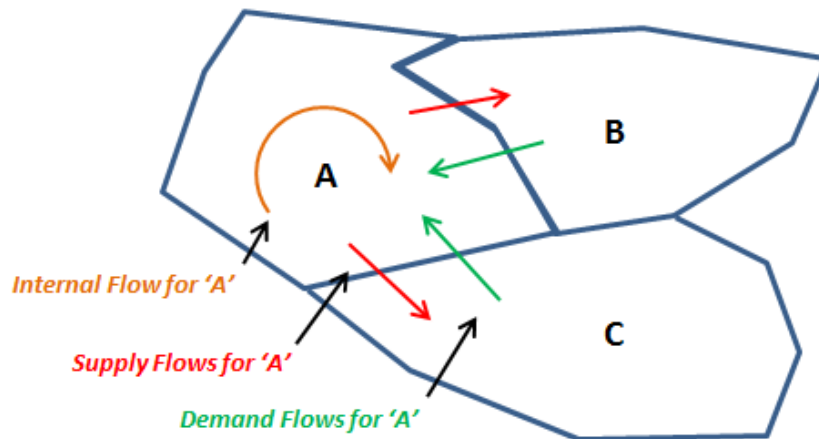 A
B
C
Internal Flow for ‘A’
Supply Flows for ‘A’
Demand Flows for ‘A’